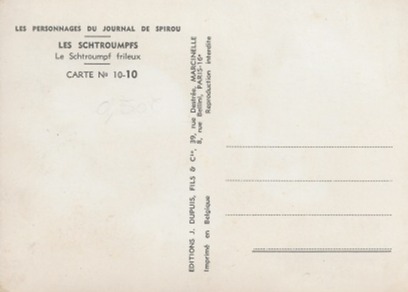 LES PERSONNAGES DU JOURNAL DE SPIROU
LES SCHTROUMPFS
Le Schtroumpf frileux
CARTE Nº 10-10
EDITIONS J. DUPUIS, FILS & Cie, 39, rue Destrée, MARCINELLE
8, rue Bellini, PARIS-16e
Imprimé en Belgique
Reproduction interdite